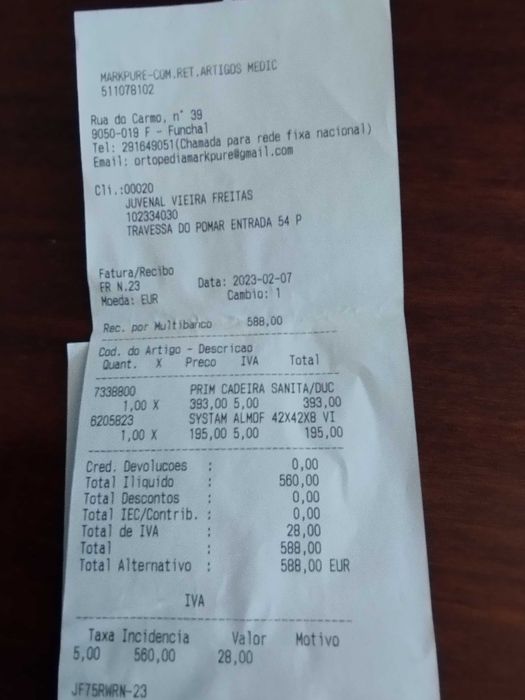 MARKPURE-COM.RET.ARTIGOS MEDIC
511078102
Rua do Carmo, n° 39
9050-019 F - Funchal
Tel: 291649051(Chamada para rede fixa nacional)
Email: ortopediamarkpure@gmail.com
Cli.:00020
JUVENAL VIEIRA FREITAS
102334030
TRAVESSA DO POMAR ENTRADA 54 P
Fatura/Recibo
FR N.23 Data: 2023-02-07
Moeda: EUR Cambio: 1
Rec. por Multibanco 588,00
Cod. do Artigo - Descricao
Quant. X Preco IVA Total
7338800 PRIM CADEIRA SANITA/DUC
1,00 X 393,00 5,00 393,00
6205823 SYSTAM ALMOF 42X42X8 VI
1,00 X 195,00 5,00 195,00
Cred. Devolucoes : 0,00
Total Iliquido : 560,00
Total Descontos : 0,00
Total IEC/Contrib. : 0,00
Total de IVA : 28,00
Total : 588,00
Total Alternativo : 588,00 EUR
IVA
Taxa Incidencia Valor Motivo
5,00 560,00 28,00
JF75RWRN-23